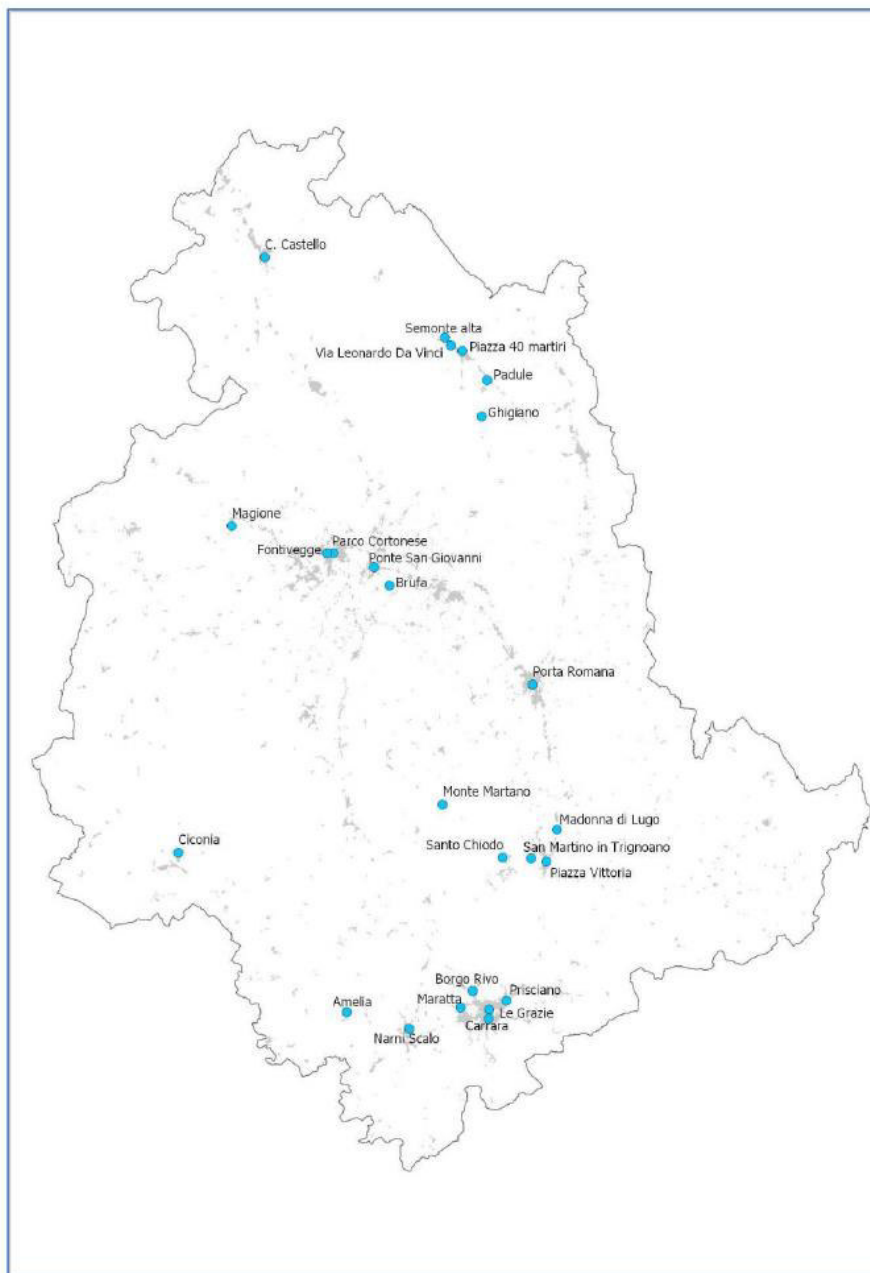 C. Castello
Semonte alta
Via Leonardo Da Vinci
Piazza 40 martiri
Padule
Ghigiano
Magione
Fontivegge
Parco Cortonese
Ponte San Giovanni
Brufa
Porta Romana
Monte Martano
Madonna di Lugo
Ciconia
Santo Chiodo
San Martino in Trignoano
Piazza Vittoria
Borgo Rivo
Prisciano
Amelia
Maratta
Le Grazie
Carrara
Narni Scalo